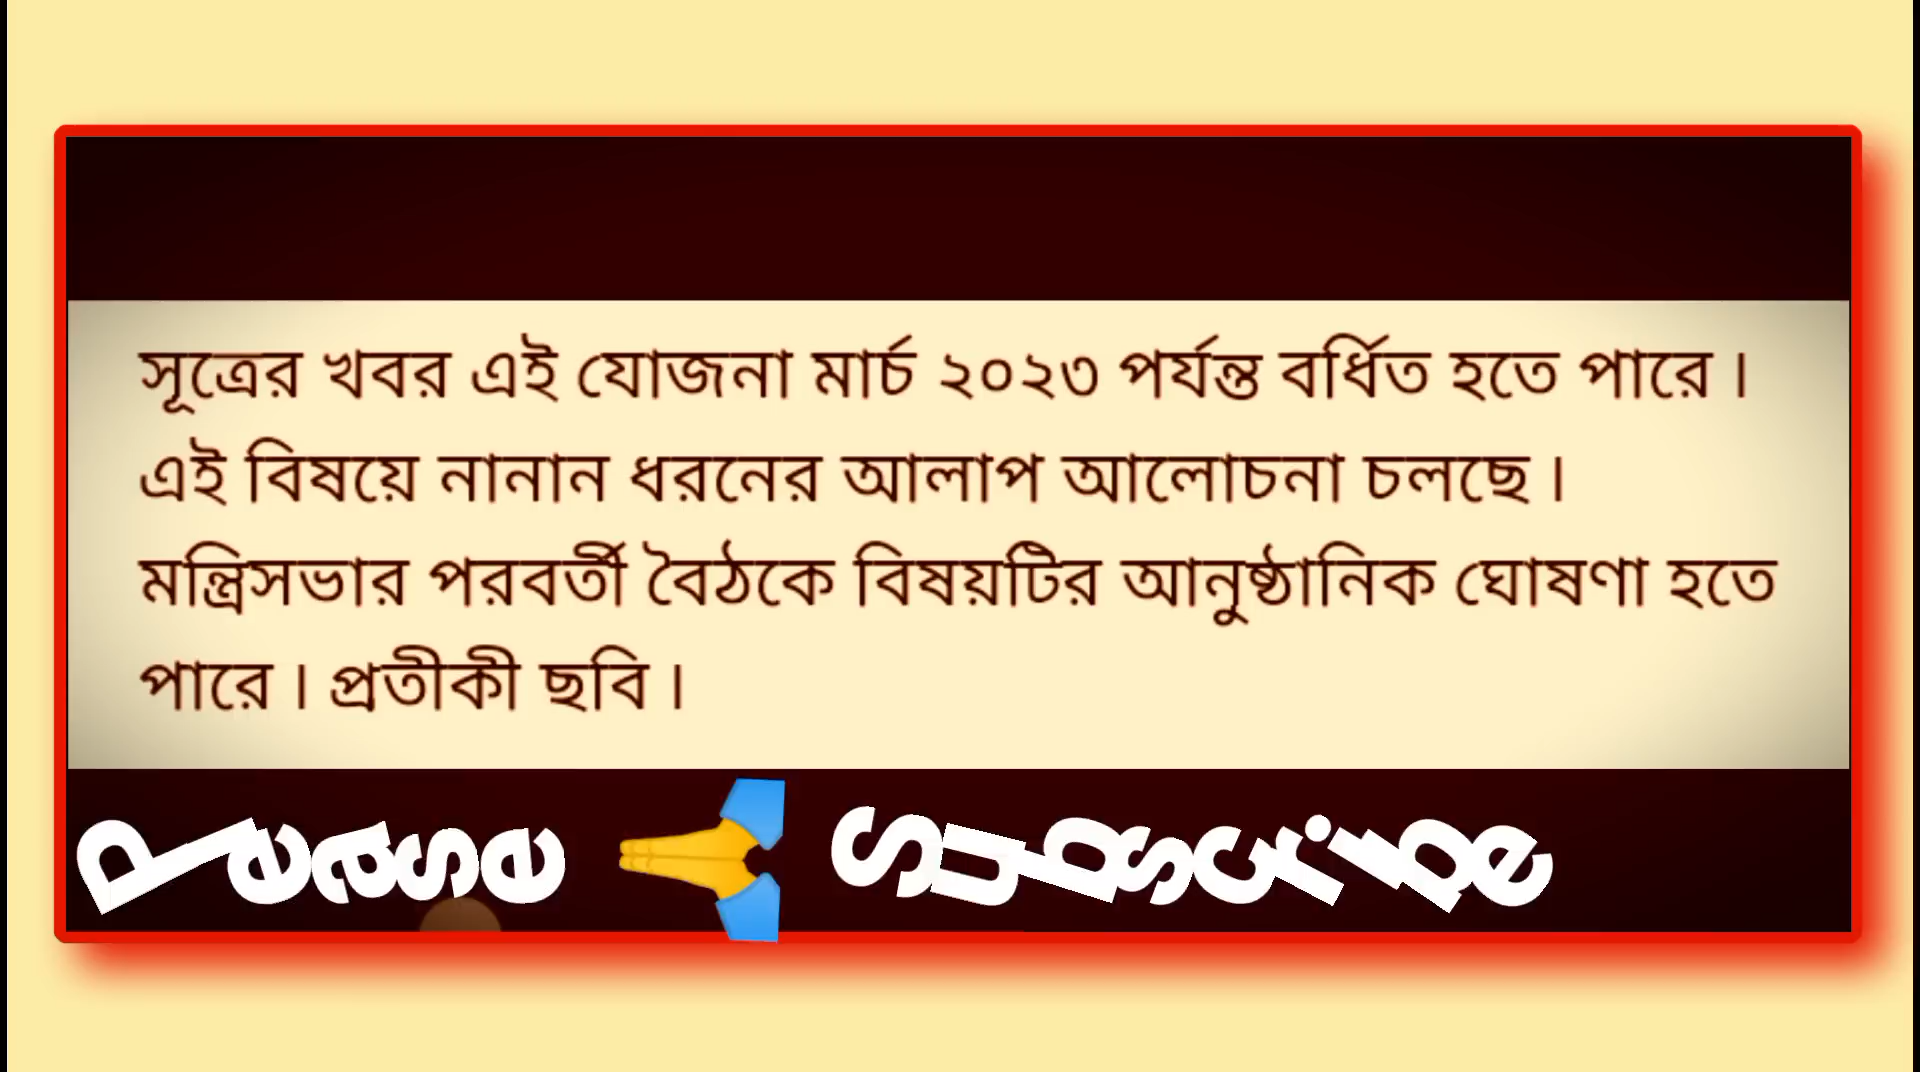 সূত্রের খবর এই যোজনা মার্চ ২০২৩ পর্যন্ত বর্ধিত হতে পারে ।
এই বিষয়ে নানান ধরনের আলাপ আলোচনা চলছে ।
মন্ত্রিসভার পরবর্তী বৈঠকে বিষয়টির আনুষ্ঠানিক ঘোষণা হতে
পারে । প্রতীকী ছবি ।
Please 🙏 Subscribe